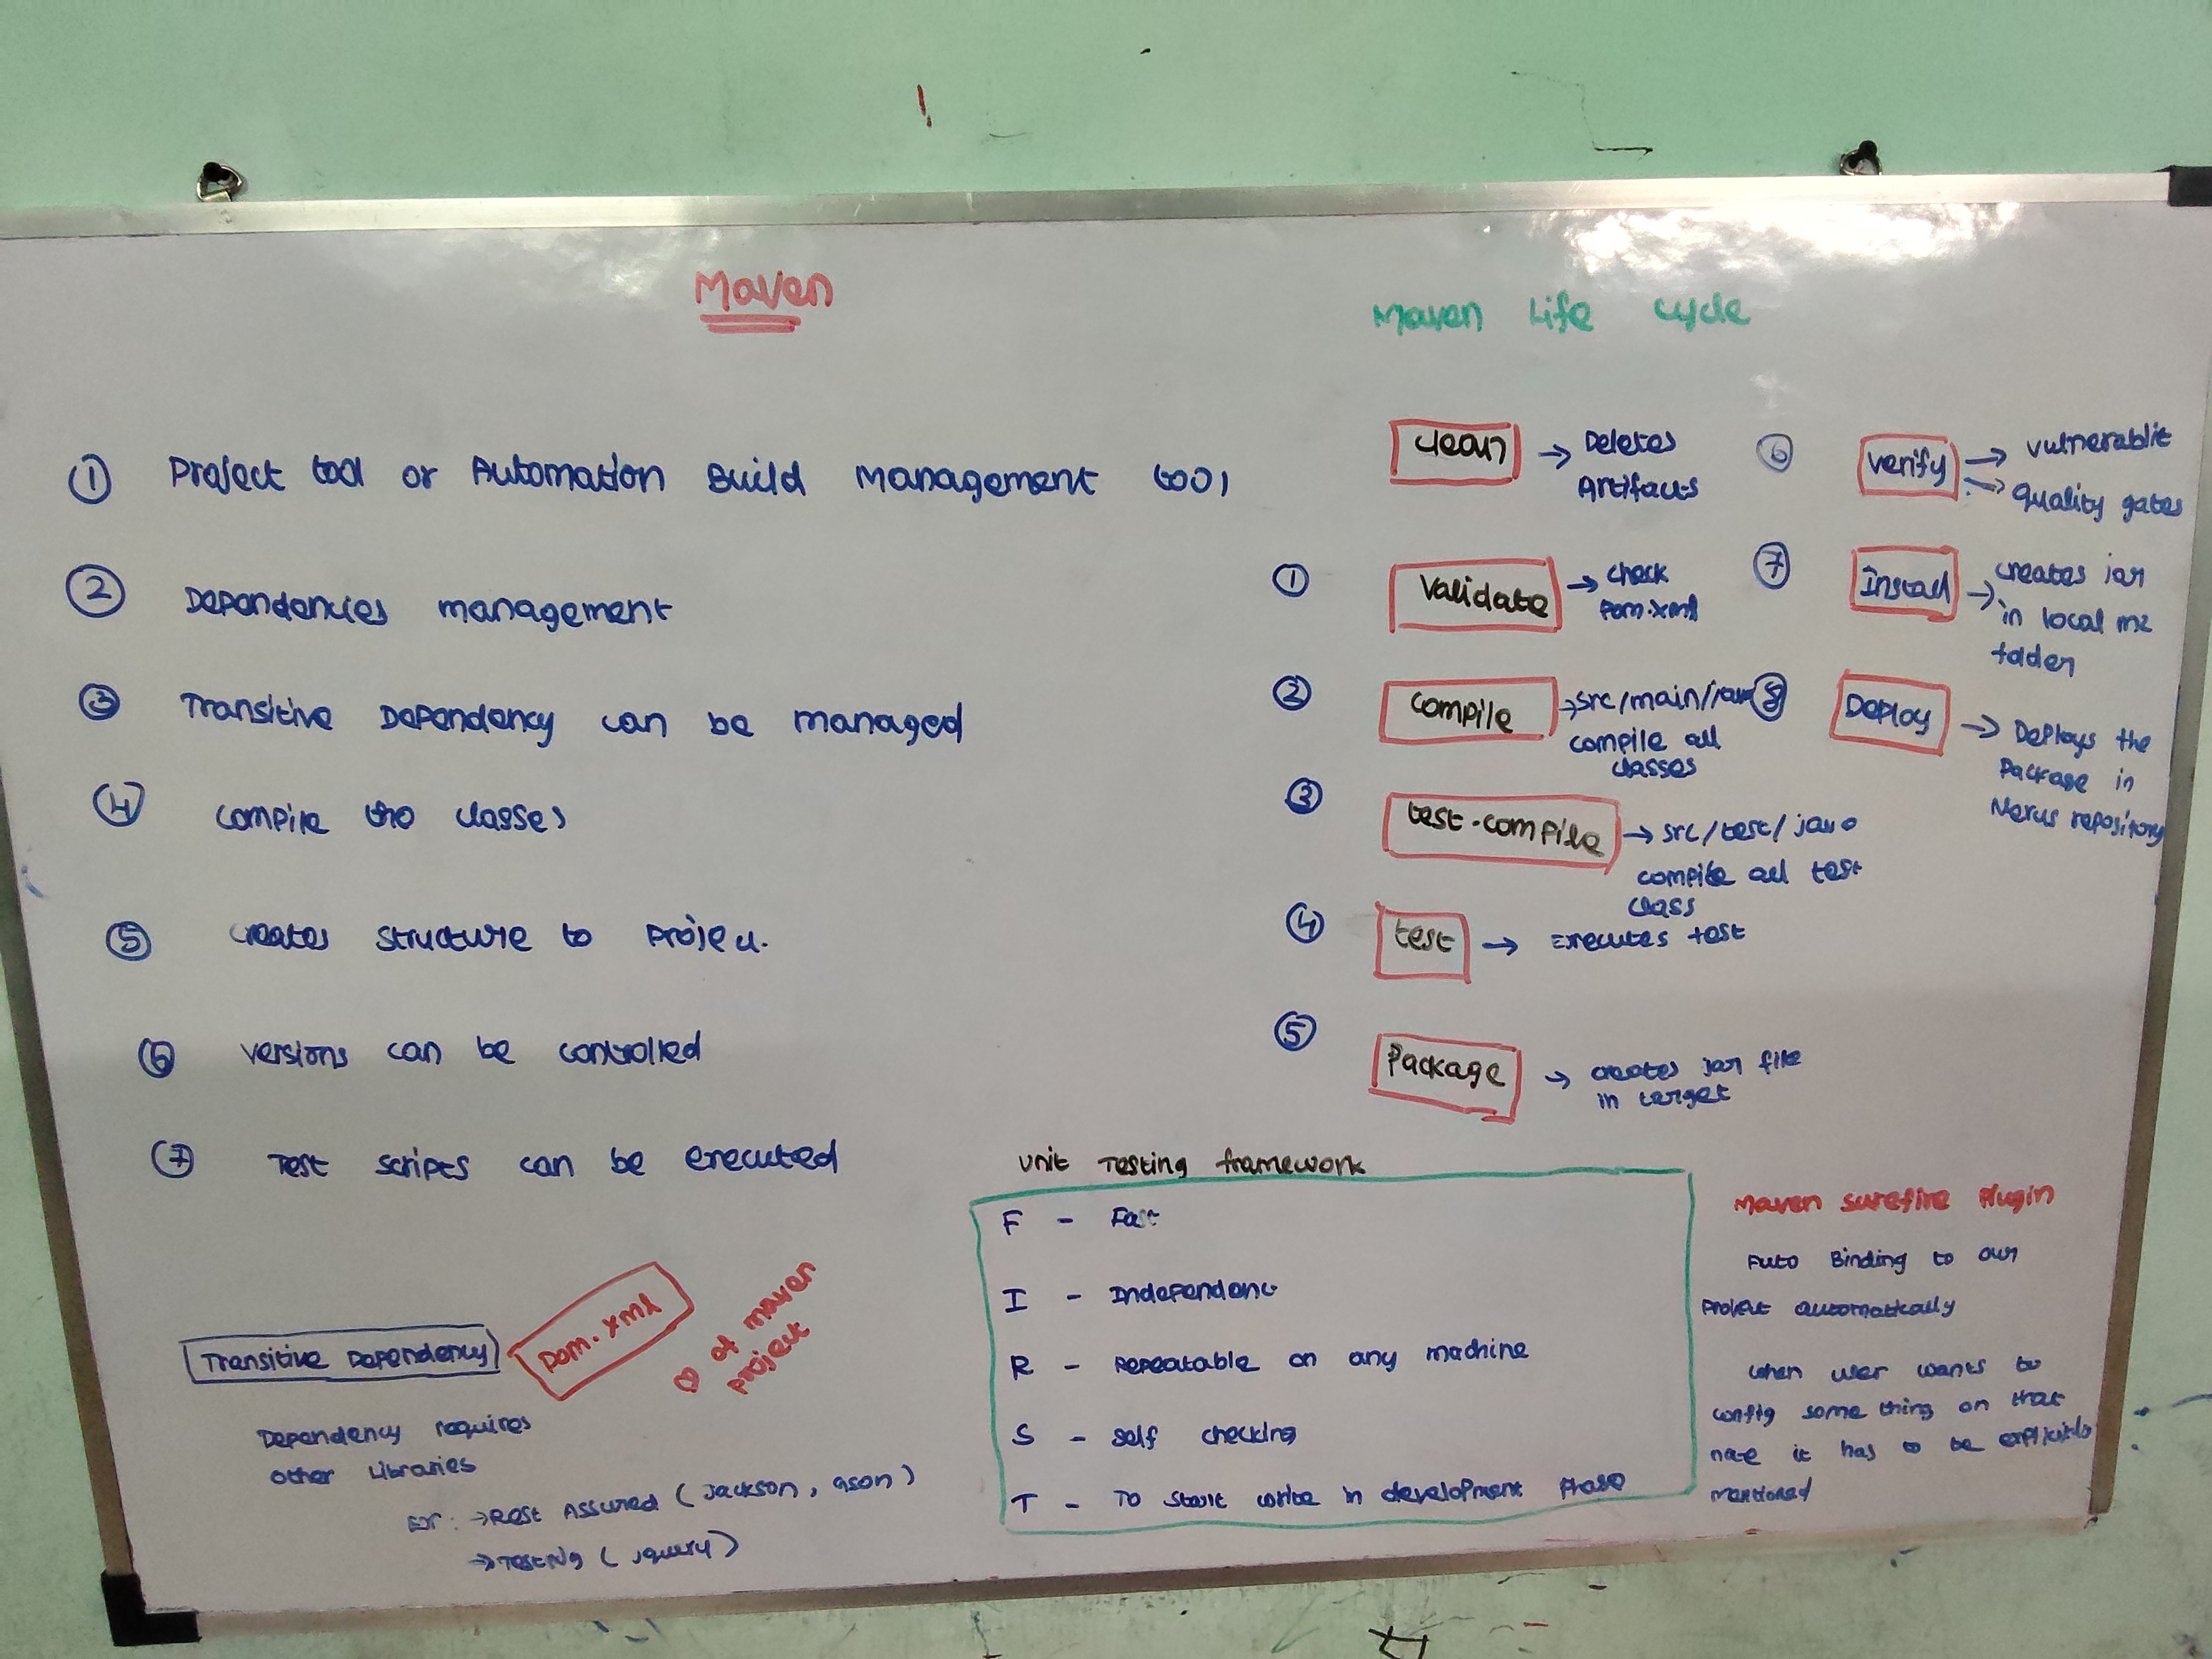 Maven
① Project tool or Automation Build Management tool
② Dependencies management
③ Transitive Dependency can be managed
④ compile the classes
⑤ creates structure to project.
⑥ versions can be controlled
⑦ Test scripts can be executed
Transitive Dependency
Pom.xml
♡ of maven
project
Dependency requires
other Libraries
Ex: → Rest Assured (Jackson, gson)
→ TestNg (jquery)
Maven Life cycle
clean → Deletes
Artifacts
① Validate → check
Pom.xml
② compile → src/main/java
compile all
classes
③ test-compile → src/test/java
compile all test
class
④ test → Executes test
⑤ Package → creates jar file
in target
⑥ verify → vulnerablit
→ quality gates
⑦ Install → creates jar
in local m2
folder
⑧ Deploy → Deploys the
Package in
Nexus repository
unit Testing framework
F - Fast
I - Independenc
R - Repeatable on any machine
S - Self checking
T - To start write in development Phase
Maven surefire Plugin
Auto Binding to our
Project automatically
when user wants to
config some thing on that
it has to be explicitly
mentioned